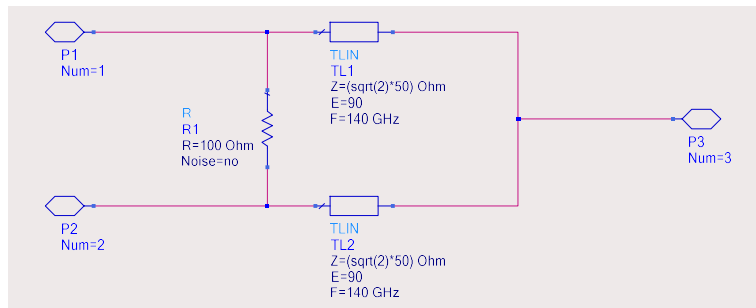 P1
Num=1
TLIN
TL1
Z=(sqrt(2)*50) Ohm
E=90
F=140 GHz
R
R1
R=100 Ohm
Noise=no
P3
Num=3
P2
Num=2
TLIN
TL2
Z=(sqrt(2)*50) Ohm
E=90
F=140 GHz